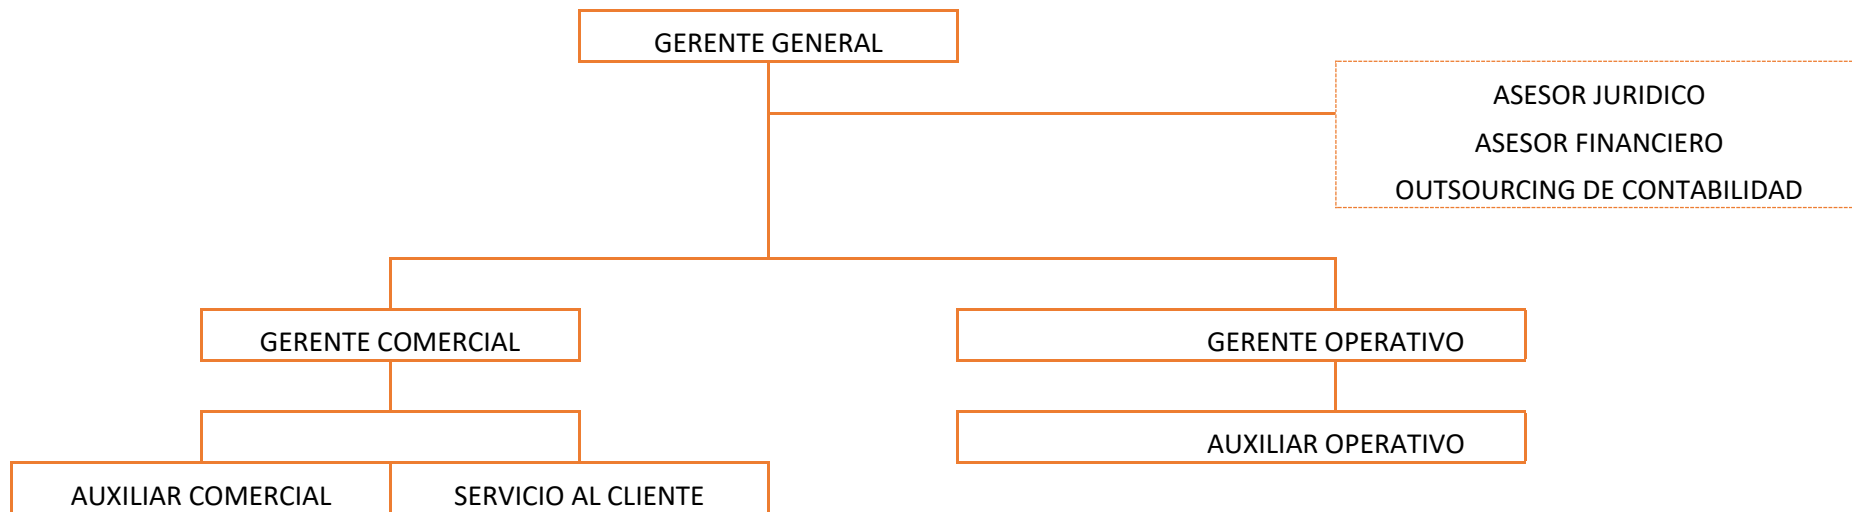 GERENTE GENERAL
ASESOR JURIDICO
ASESOR FINANCIERO
OUTSOURCING DE CONTABILIDAD
GERENTE COMERCIAL
GERENTE OPERATIVO
AUXILIAR OPERATIVO
AUXILIAR COMERCIAL
SERVICIO AL CLIENTE